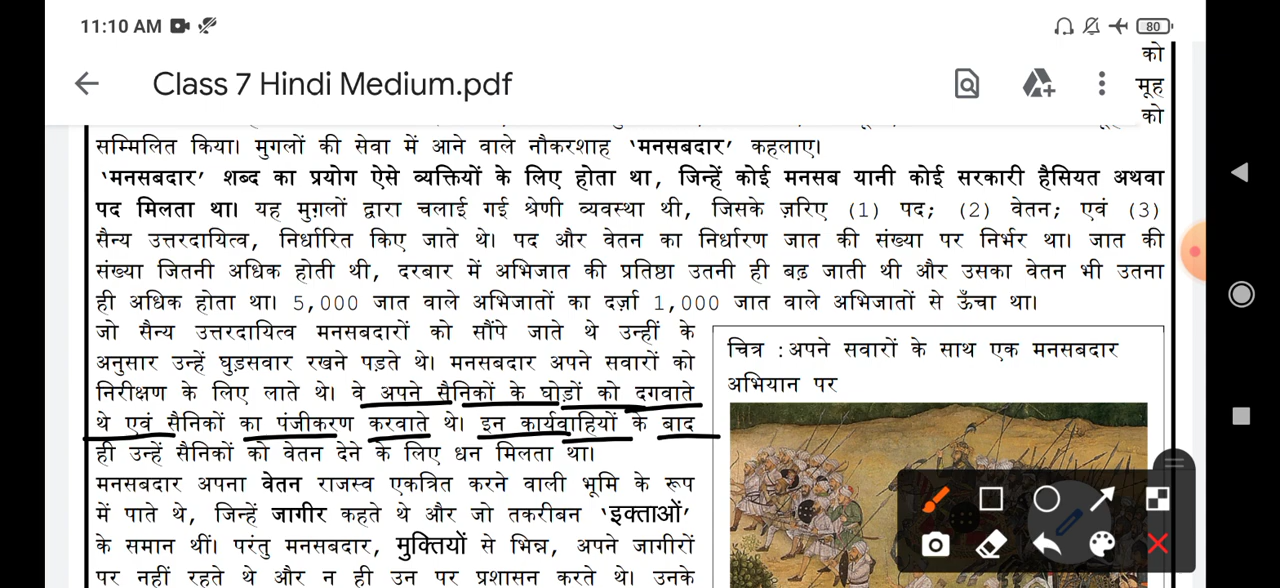 11:10 AM
80
Class 7 Hindi Medium.pdf
को
मूह
को
सम्मिलित किया। मुगलों की सेवा में आने वाले नौकरशाह 'मनसबदार' कहलाए।
'मनसबदार' शब्द का प्रयोग ऐसे व्यक्तियों के लिए होता था, जिन्हें कोई मनसब यानी कोई सरकारी हैसियत अथवा
पद मिलता था। यह मुग़लों द्वारा चलाई गई श्रेणी व्यवस्था थी, जिसके ज़रिए (1) पद; (2) वेतन; एवं (3)
सैन्य उत्तरदायित्व, निर्धारित किए जाते थे। पद और वेतन का निर्धारण जात की संख्या पर निर्भर था। जात की
संख्या जितनी अधिक होती थी, दरबार में अभिजात की प्रतिष्ठा उतनी ही बढ़ जाती थी और उसका वेतन भी उतना
ही अधिक होता था। 5,000 जात वाले अभिजातों का दर्ज़ा 1,000 जात वाले अभिजातों से ऊँचा था।
जो सैन्य उत्तरदायित्व मनसबदारों को सौंपे जाते थे उन्हीं के
अनुसार उन्हें घुड़सवार रखने पड़ते थे। मनसबदार अपने सवारों को
निरीक्षण के लिए लाते थे। वे अपने सैनिकों के घोड़ों को दगवाते
थे एवं सैनिकों का पंजीकरण करवाते थे। इन कार्यवाहियों के बाद
ही उन्हें सैनिकों को वेतन देने के लिए धन मिलता था।
मनसबदार अपना वेतन राजस्व एकत्रित करने वाली भूमि के रूप
में पाते थे, जिन्हें जागीर कहते थे और जो तकरीबन 'इक्ताओं'
के समान थीं। परंतु मनसबदार, मुक्तियों से भिन्न, अपने जागीरों
पर नहीं रहते थे और न ही उन पर प्रशासन करते थे। उनके
चित्र : अपने सवारों के साथ एक मनसबदार
अभियान पर